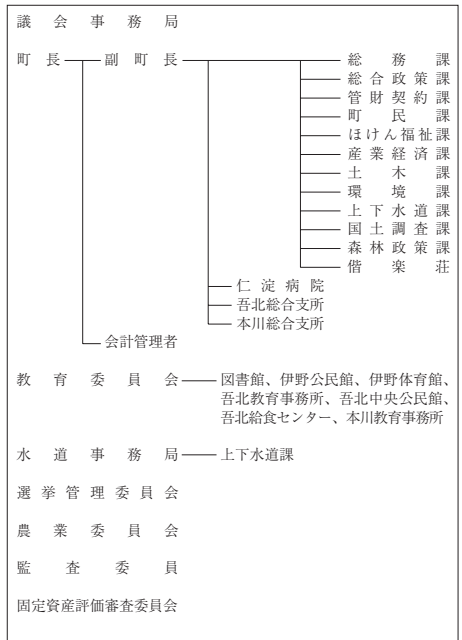 議会事務局
町長 副町長 総務課
総合政策課
管財契約課
町民課
ほけん福祉課
産業経済課
土木課
環境課
上下水道課
国土調査課
森林政策課
偕楽荘
仁淀病院
吾北総合支所
本川総合支所
会計管理者
教育委員会 図書館、伊野公民館、伊野体育館、
吾北教育事務所、吾北中央公民館、
吾北給食センター、本川教育事務所
水道事務局 上下水道課
選挙管理委員会
農業委員会
監査委員
固定資産評価審査委員会